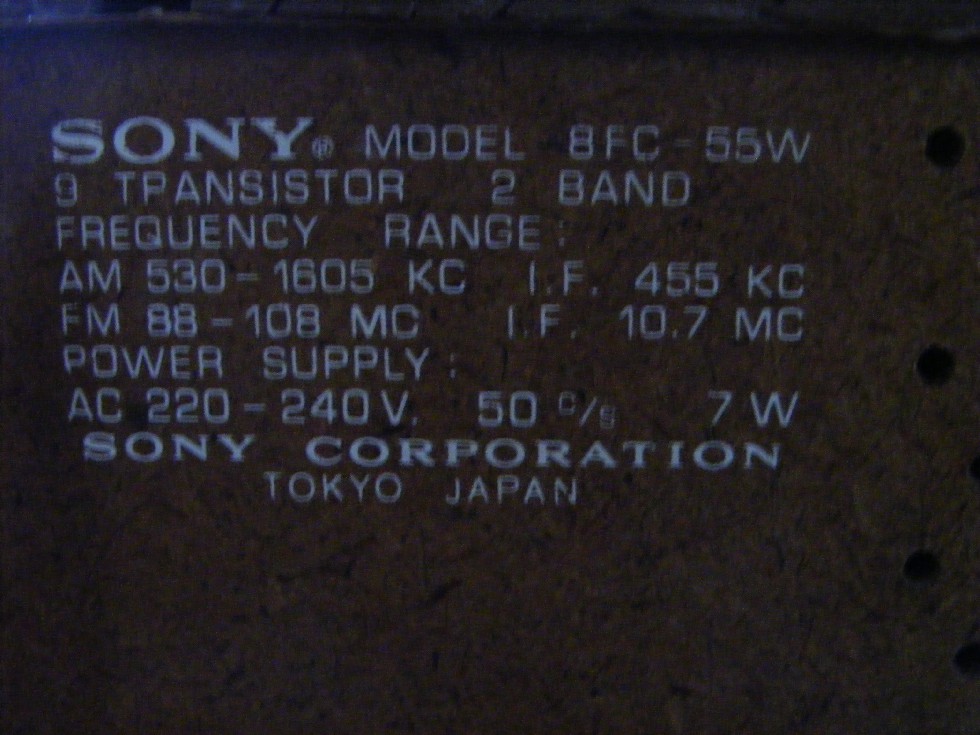 SONY® MODEL 8FC-55W
9 TRANSISTOR 2 BAND
FREQUENCY RANGE:
AM 530-1605 KC I.F. 455 KC
FM 88-108 MC I.F. 10.7 MC
POWER SUPPLY:
AC 220-240V. 50 C/S 7W
SONY CORPORATION
TOKYO JAPAN